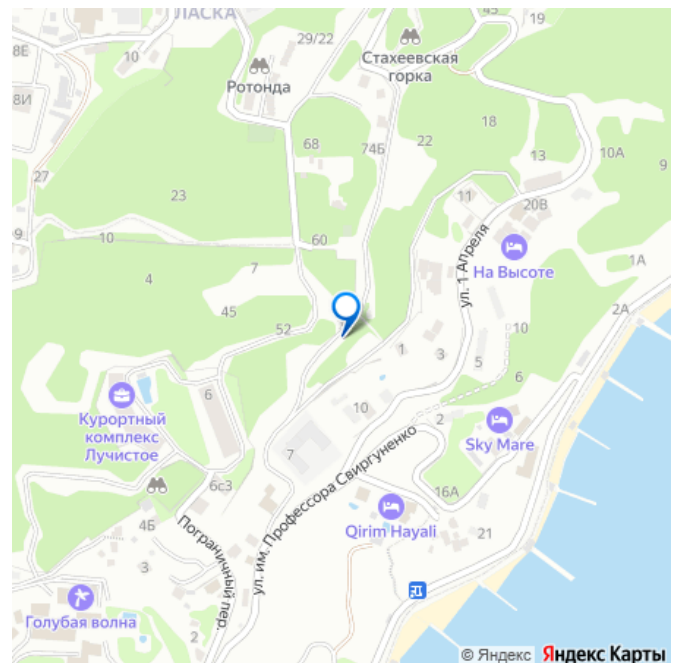 ЛАСКА
19
8Е
10
29/22
Стахеевская
горка
Ротонда
8И
18
68
74Б
22
13
10А
9
27
23
11
20В
9
10
60
ул. 1 Апреля
На Высоте
7
4
1А
45
52
2А
10
1
3
5
6
6
Курортный
комплекс
Лучистое
10
2
Sky Mare
7
ул. им. Профессора Свиргуненко
6с3
16А
Qirim Hayali
21
4Б
Пограничный пер.
3
Голубая волна
2
© Яндекс Яндекс Карты